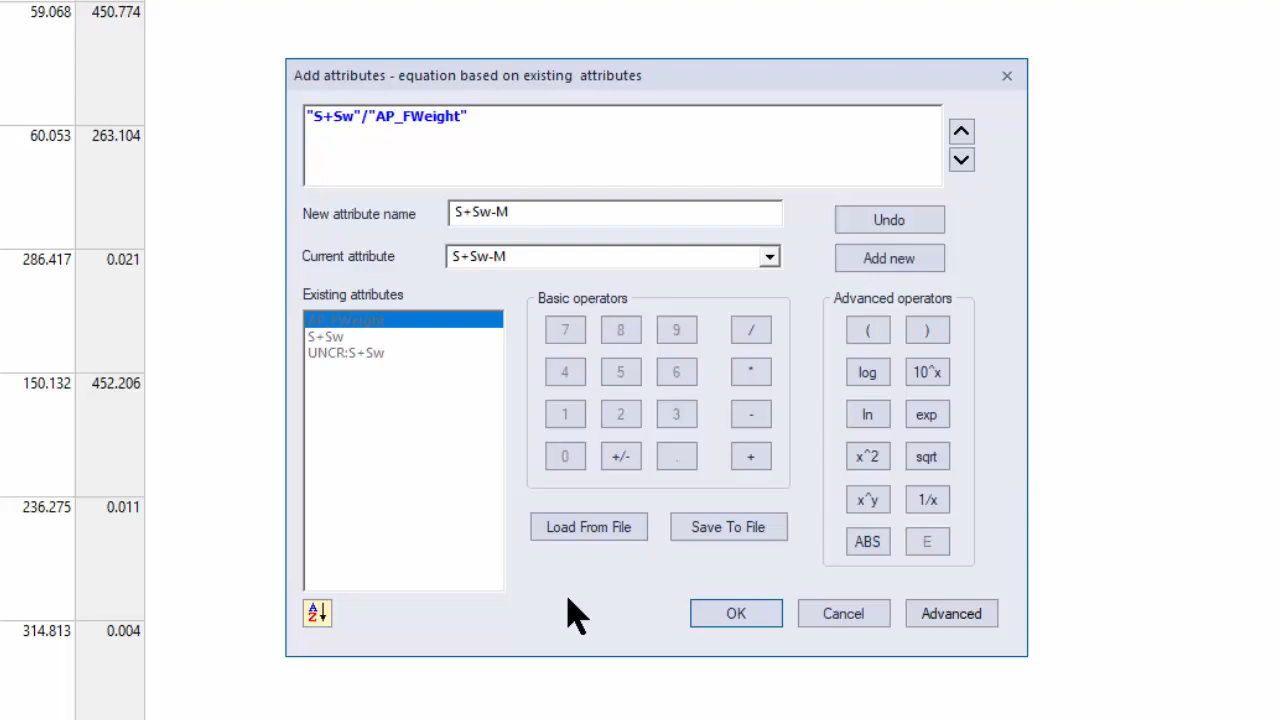 59.068 450.774
60.053 263.104
286.417 0.021
150.132 452.206
236.275 0.011
314.813 0.004
Add attributes - equation based on existing attributes
"S+Sw"/"AP_FWeight"
New attribute name S+Sw-M Undo
Current attribute S+Sw-M Add new
Existing attributes
AP_FWeight
S+Sw
UNCR:S+Sw
Basic operators
7 8 9 /
4 5 6 *
1 2 3 -
0 +/- . +
Load From File Save To File
Advanced operators
( )
log 10^x
ln exp
x^2 sqrt
x^y 1/x
ABS E
A Z
OK Cancel Advanced